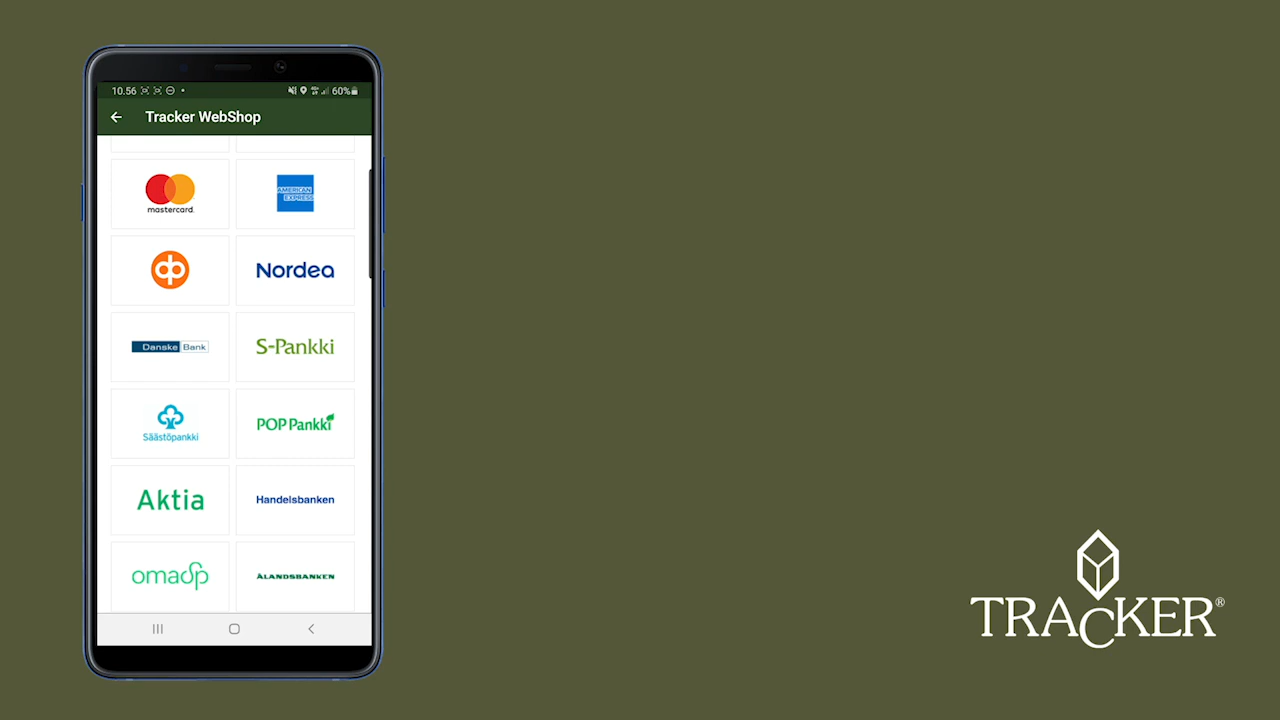 10.56 60%
Tracker WebShop
mastercard.
AMERICAN
EXPRESS
op
Nordea
Danske Bank
S-Pankki
Säästöpankki
POP Pankki
Aktia
Handelsbanken
omasp
ÅLANDSBANKEN
TRACKER®